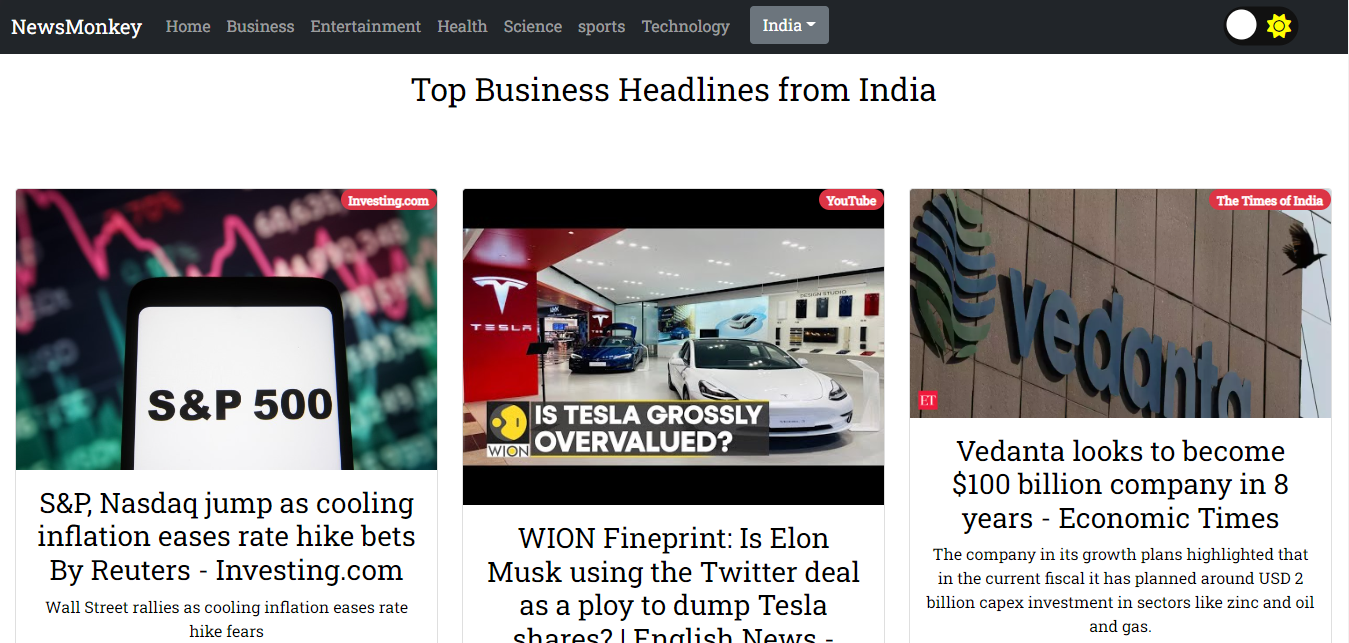 NewsMonkey Home Business Entertainment Health Science sports Technology India
Top Business Headlines from India
Investing.com
S&P 500
S&P, Nasdaq jump as cooling
inflation eases rate hike bets
By Reuters - Investing.com
Wall Street rallies as cooling inflation eases rate
hike fears
YouTube
DESIGN STUDIO
TESLA
IS TESLA GROSSLY
OVERVALUED?
WION
WION Fineprint: Is Elon
Musk using the Twitter deal
as a ploy to dump Tesla
shares? | English News -
The Times of India
vedanta
ET
Vedanta looks to become
$100 billion company in 8
years - Economic Times
The company in its growth plans highlighted that
in the current fiscal it has planned around USD 2
billion capex investment in sectors like zinc and oil
and gas.